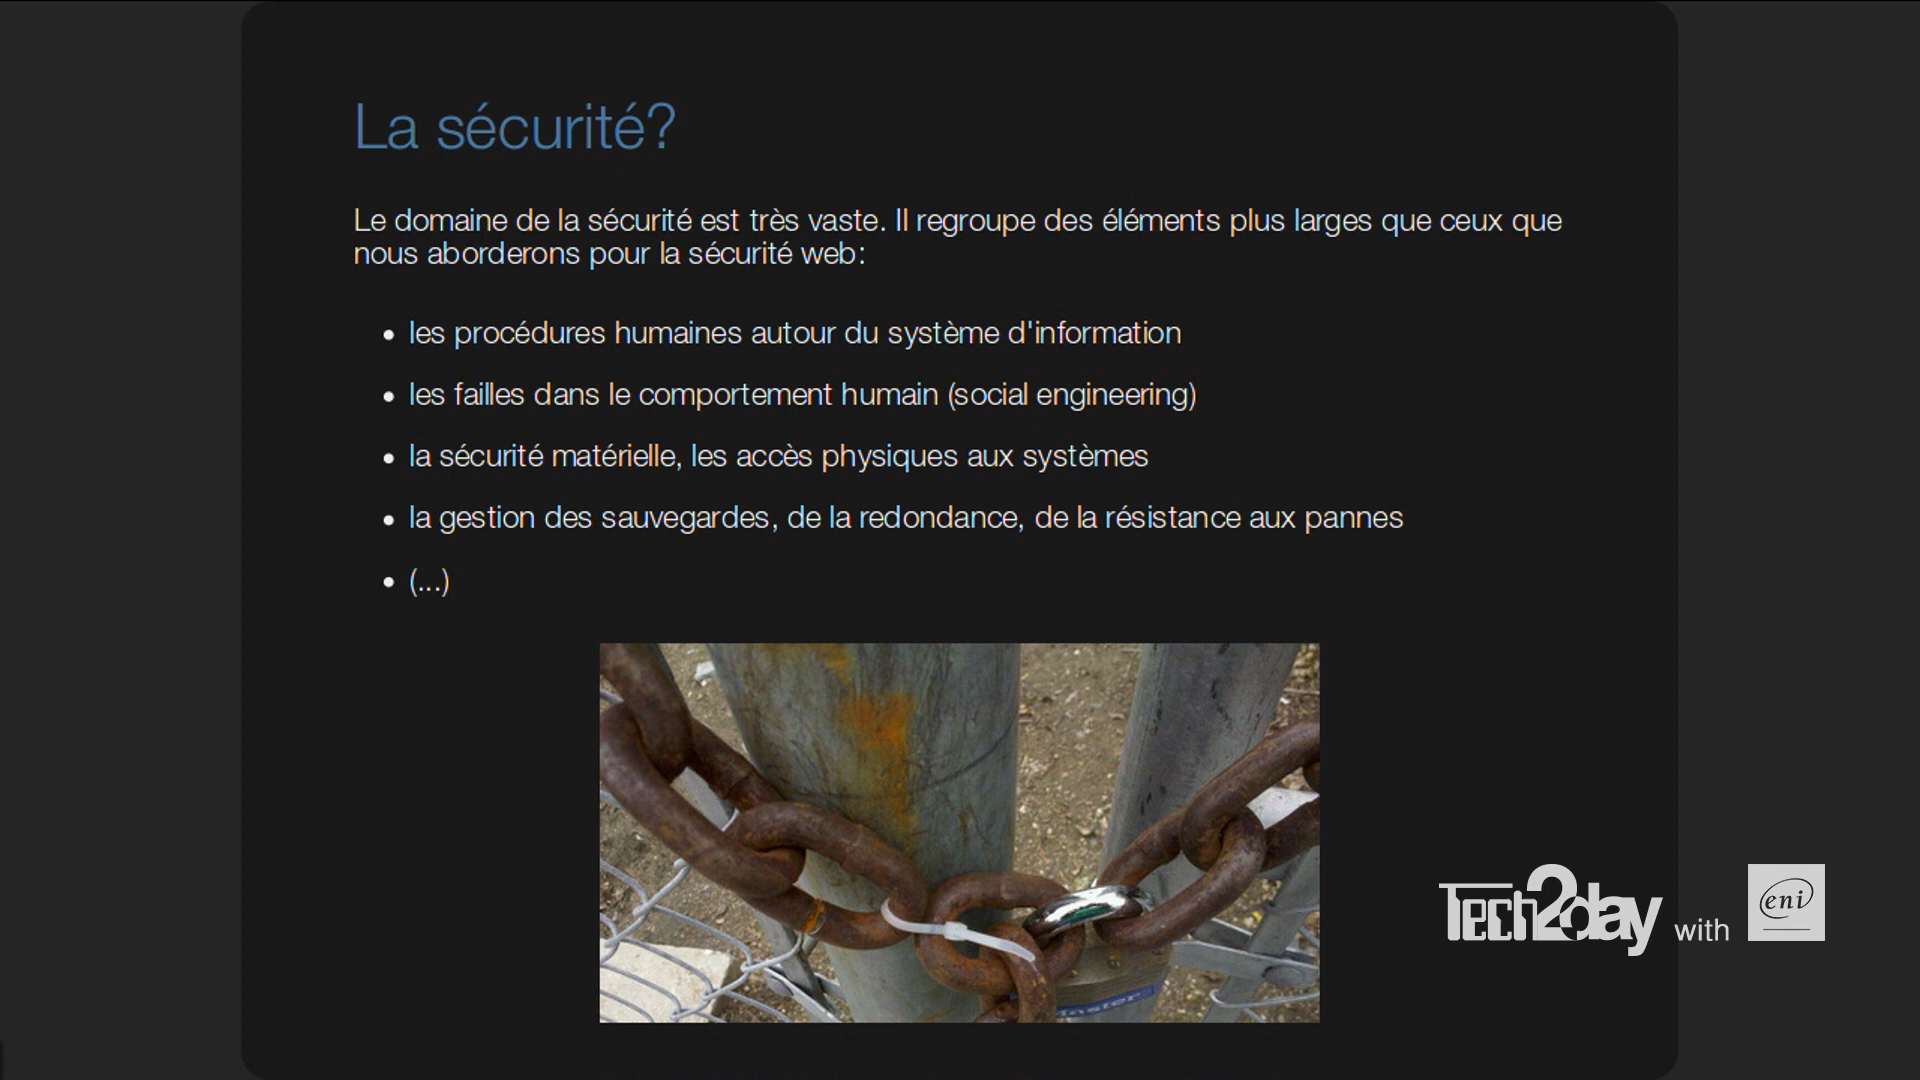 La sécurité?
Le domaine de la sécurité est très vaste. Il regroupe des éléments plus larges que ceux que
nous aborderons pour la sécurité web:
• les procédures humaines autour du système d'information
• les failles dans le comportement humain (social engineering)
• la sécurité matérielle, les accès physiques aux systèmes
• la gestion des sauvegardes, de la redondance, de la résistance aux pannes
• (...)
Master
Tech2day with eni